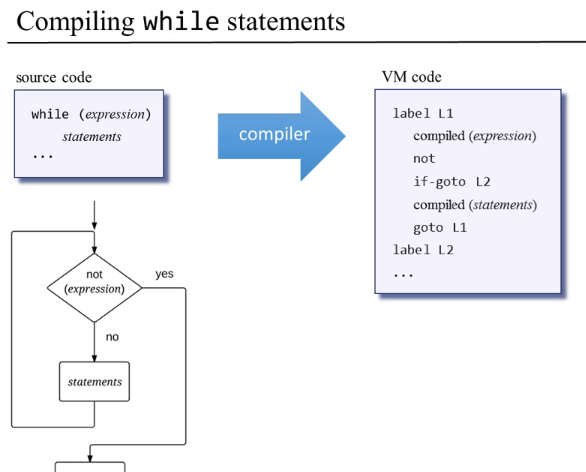 Compiling while statements
source code
while (expression)
statements
...
compiler
VM code
label L1
compiled (expression)
not
if-goto L2
compiled (statements)
goto L1
label L2
...
not
(expression)
yes
no
statements